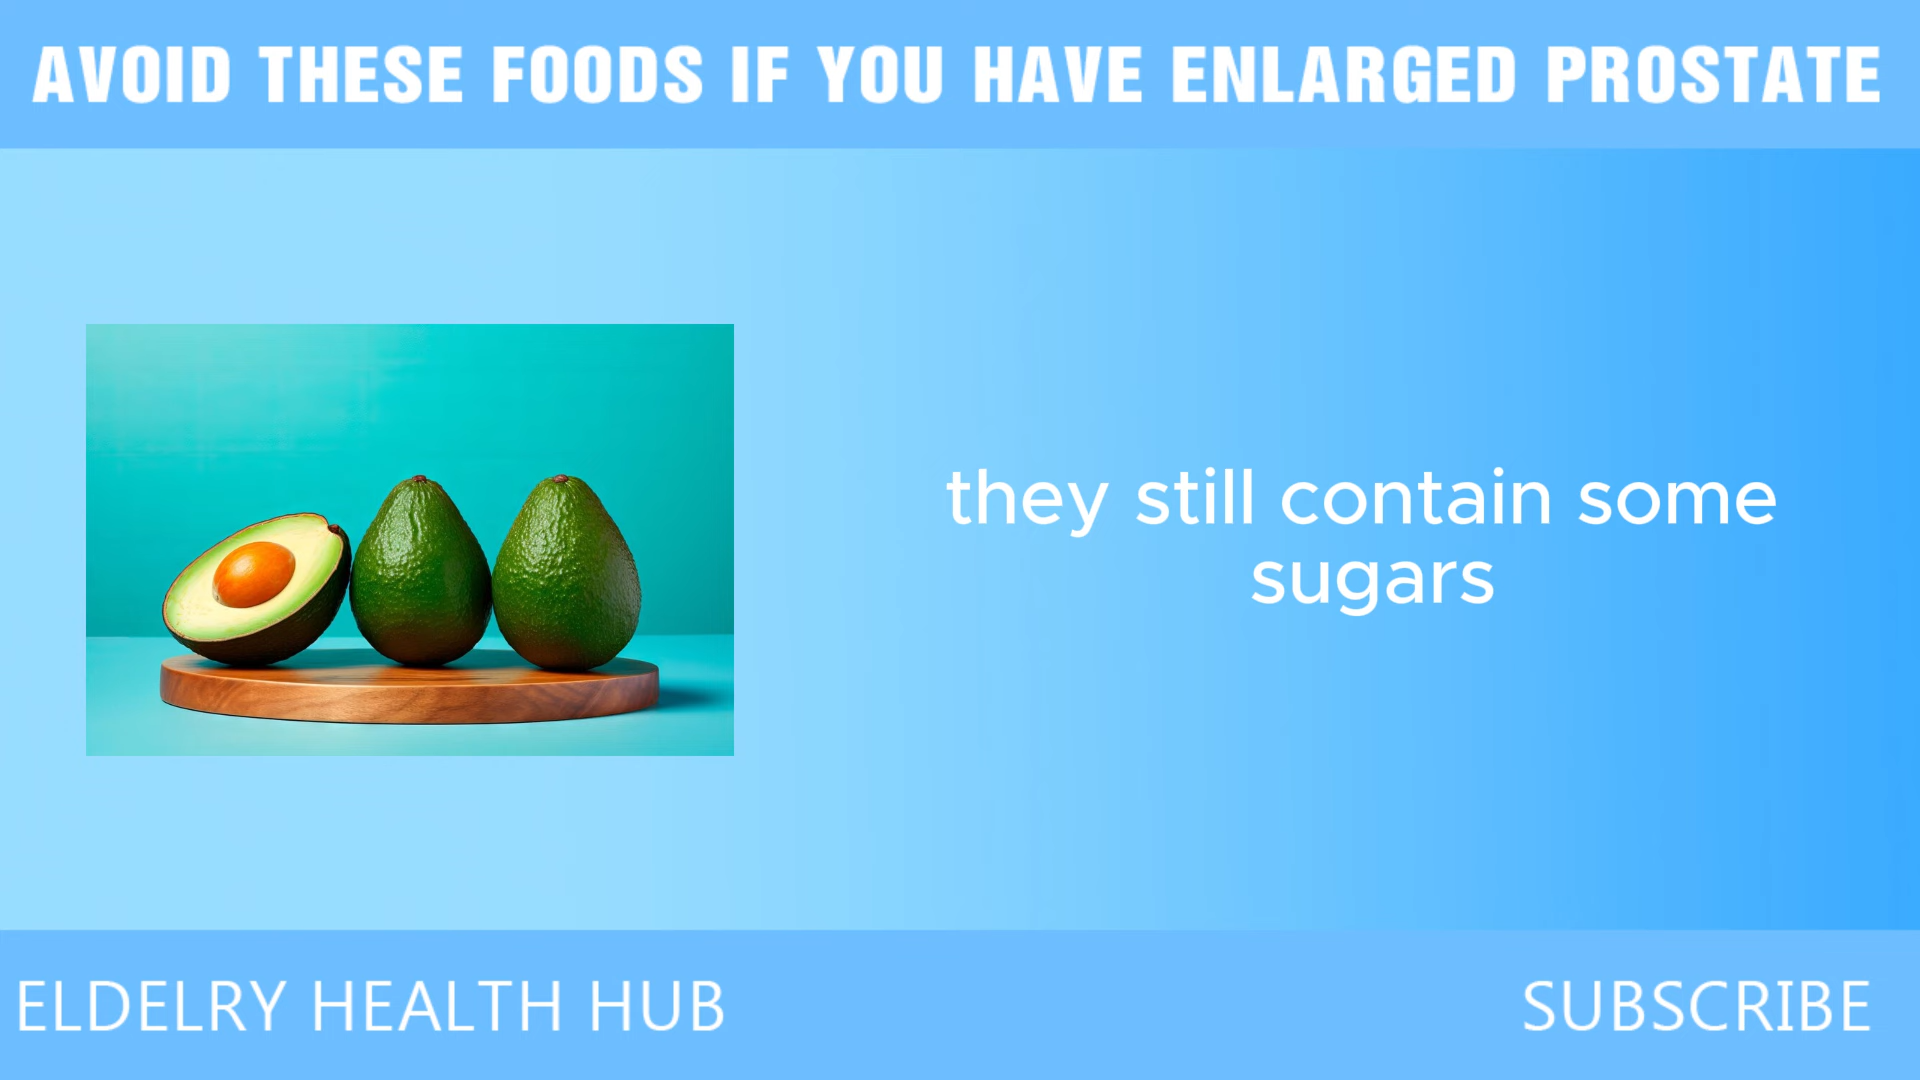 AVOID THESE FOODS IF YOU HAVE ENLARGED PROSTATE
they still contain some
sugars
ELDELRY HEALTH HUB
SUBSCRIBE